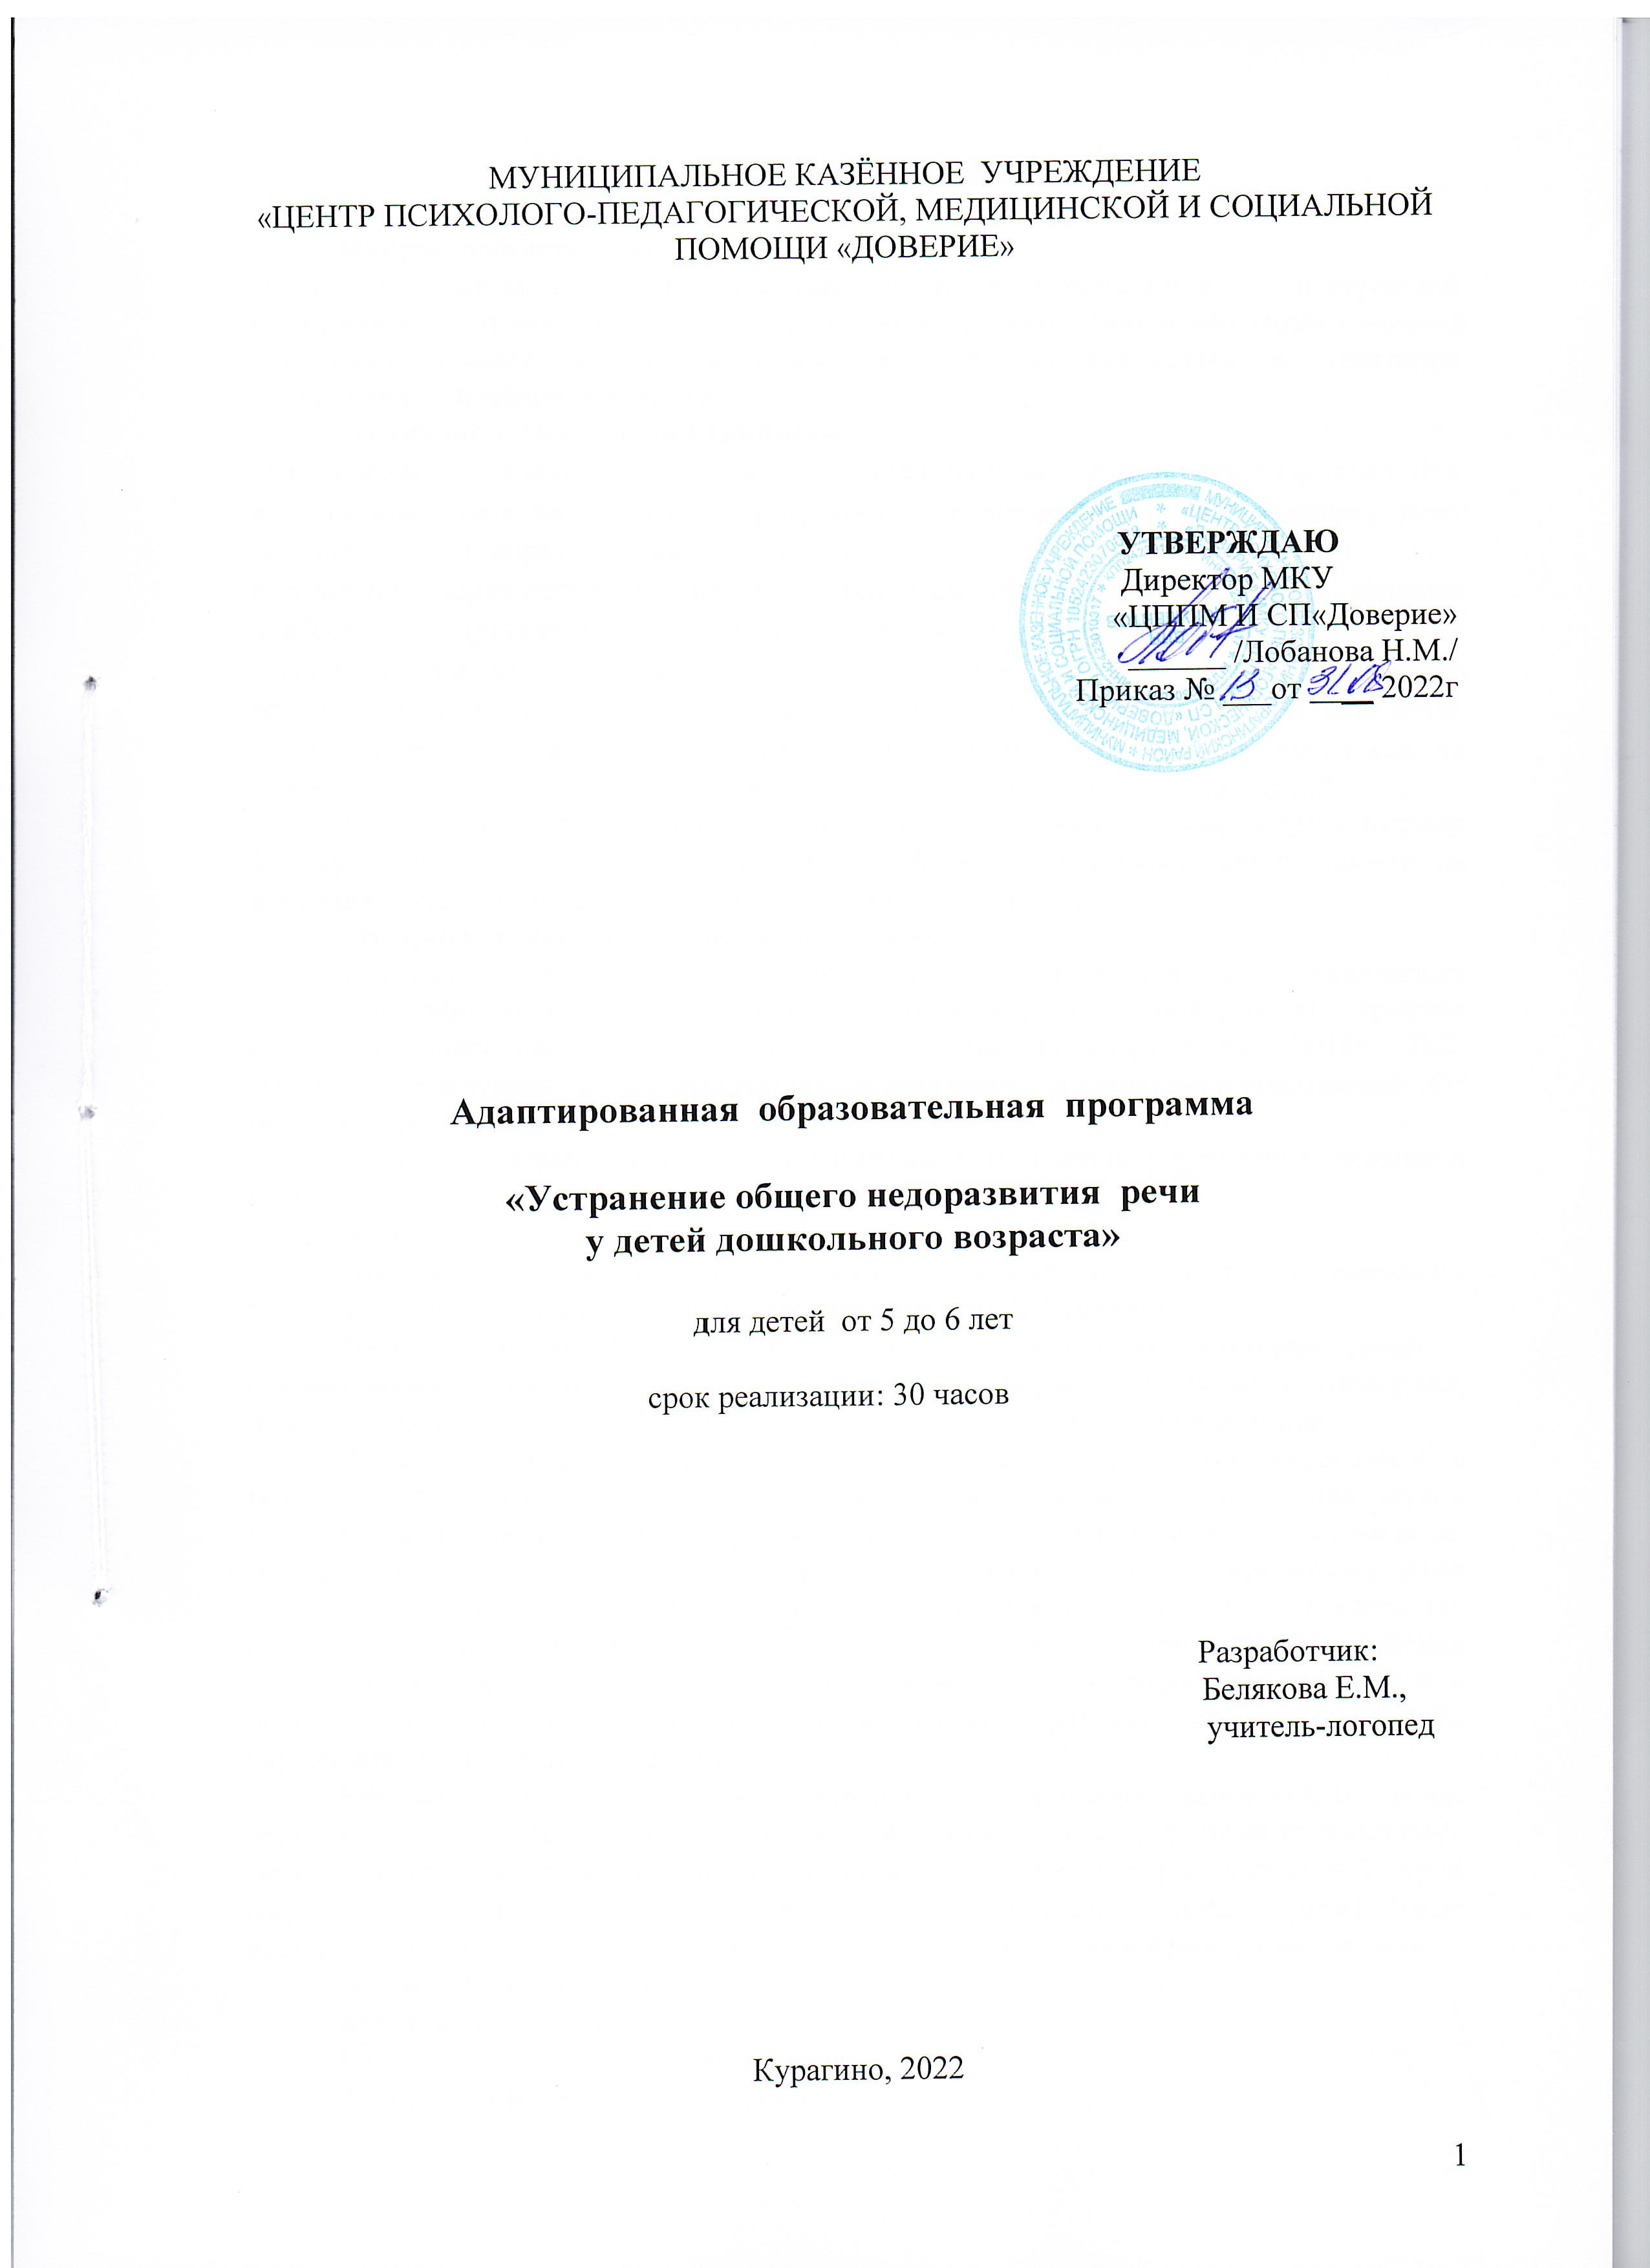 МУНИЦИПАЛЬНОЕ КАЗЁННОЕ УЧРЕЖДЕНИЕ
«ЦЕНТР ПСИХОЛОГО-ПЕДАГОГИЧЕСКОЙ, МЕДИЦИНСКОЙ И СОЦИАЛЬНОЙ
ПОМОЩИ «ДОВЕРИЕ»
УТВЕРЖДАЮ
Директор МКУ
«ЦППМ И СП«Доверие»
/Лобанова Н.М./
Приказ № 13 от 31.08 2022г
Адаптированная образовательная программа
«Устранение общего недоразвития речи
у детей дошкольного возраста»
для детей от 5 до 6 лет
срок реализации: 30 часов
Разработчик:
Белякова Е.М.,
учитель-логопед
Курагино, 2022
1